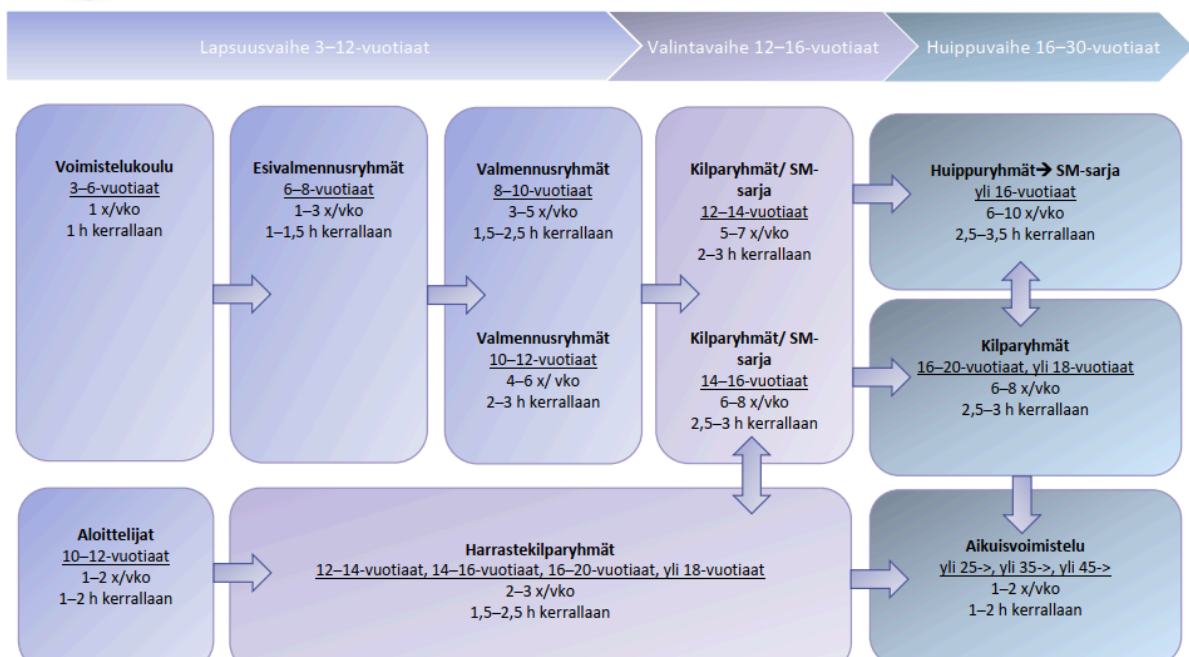 Lapsuusvaihe 3–12-vuotiaat
Valintavaihe 12–16-vuotiaat
Huippuvaihe 16–30-vuotiaat
Voimistelukoulu
3–6-vuotiaat
1 x/vko
1 h kerrallaan
Esivalmennusryhmät
6–8-vuotiaat
1–3 x/vko
1–1,5 h kerrallaan
Valmennusryhmät
8–10-vuotiaat
3–5 x/vko
1,5–2,5 h kerrallaan
Valmennusryhmät
10–12-vuotiaat
4–6 x/ vko
2–3 h kerrallaan
Kilparyhmät/ SM-
sarja
12–14-vuotiaat
5–7 x/vko
2–3 h kerrallaan
Kilparyhmät/ SM-
sarja
14–16-vuotiaat
6–8 x/vko
2,5–3 h kerrallaan
Huippuryhmät→ SM-sarja
yli 16-vuotiaat
6–10 x/vko
2,5–3,5 h kerrallaan
Kilparyhmät
16–20-vuotiaat, yli 18-vuotiaat
6–8 x/vko
2,5–3 h kerrallaan
Aloittelijat
10–12-vuotiaat
1–2 x/vko
1–2 h kerrallaan
Harrastekilparyhmät
12–14-vuotiaat, 14–16-vuotiaat, 16–20-vuotiaat, yli 18-vuotiaat
2–3 x/vko
1,5–2,5 h kerrallaan
Aikuisvoimistelu
yli 25->, yli 35->, yli 45->
1–2 x/vko
1–2 h kerrallaan